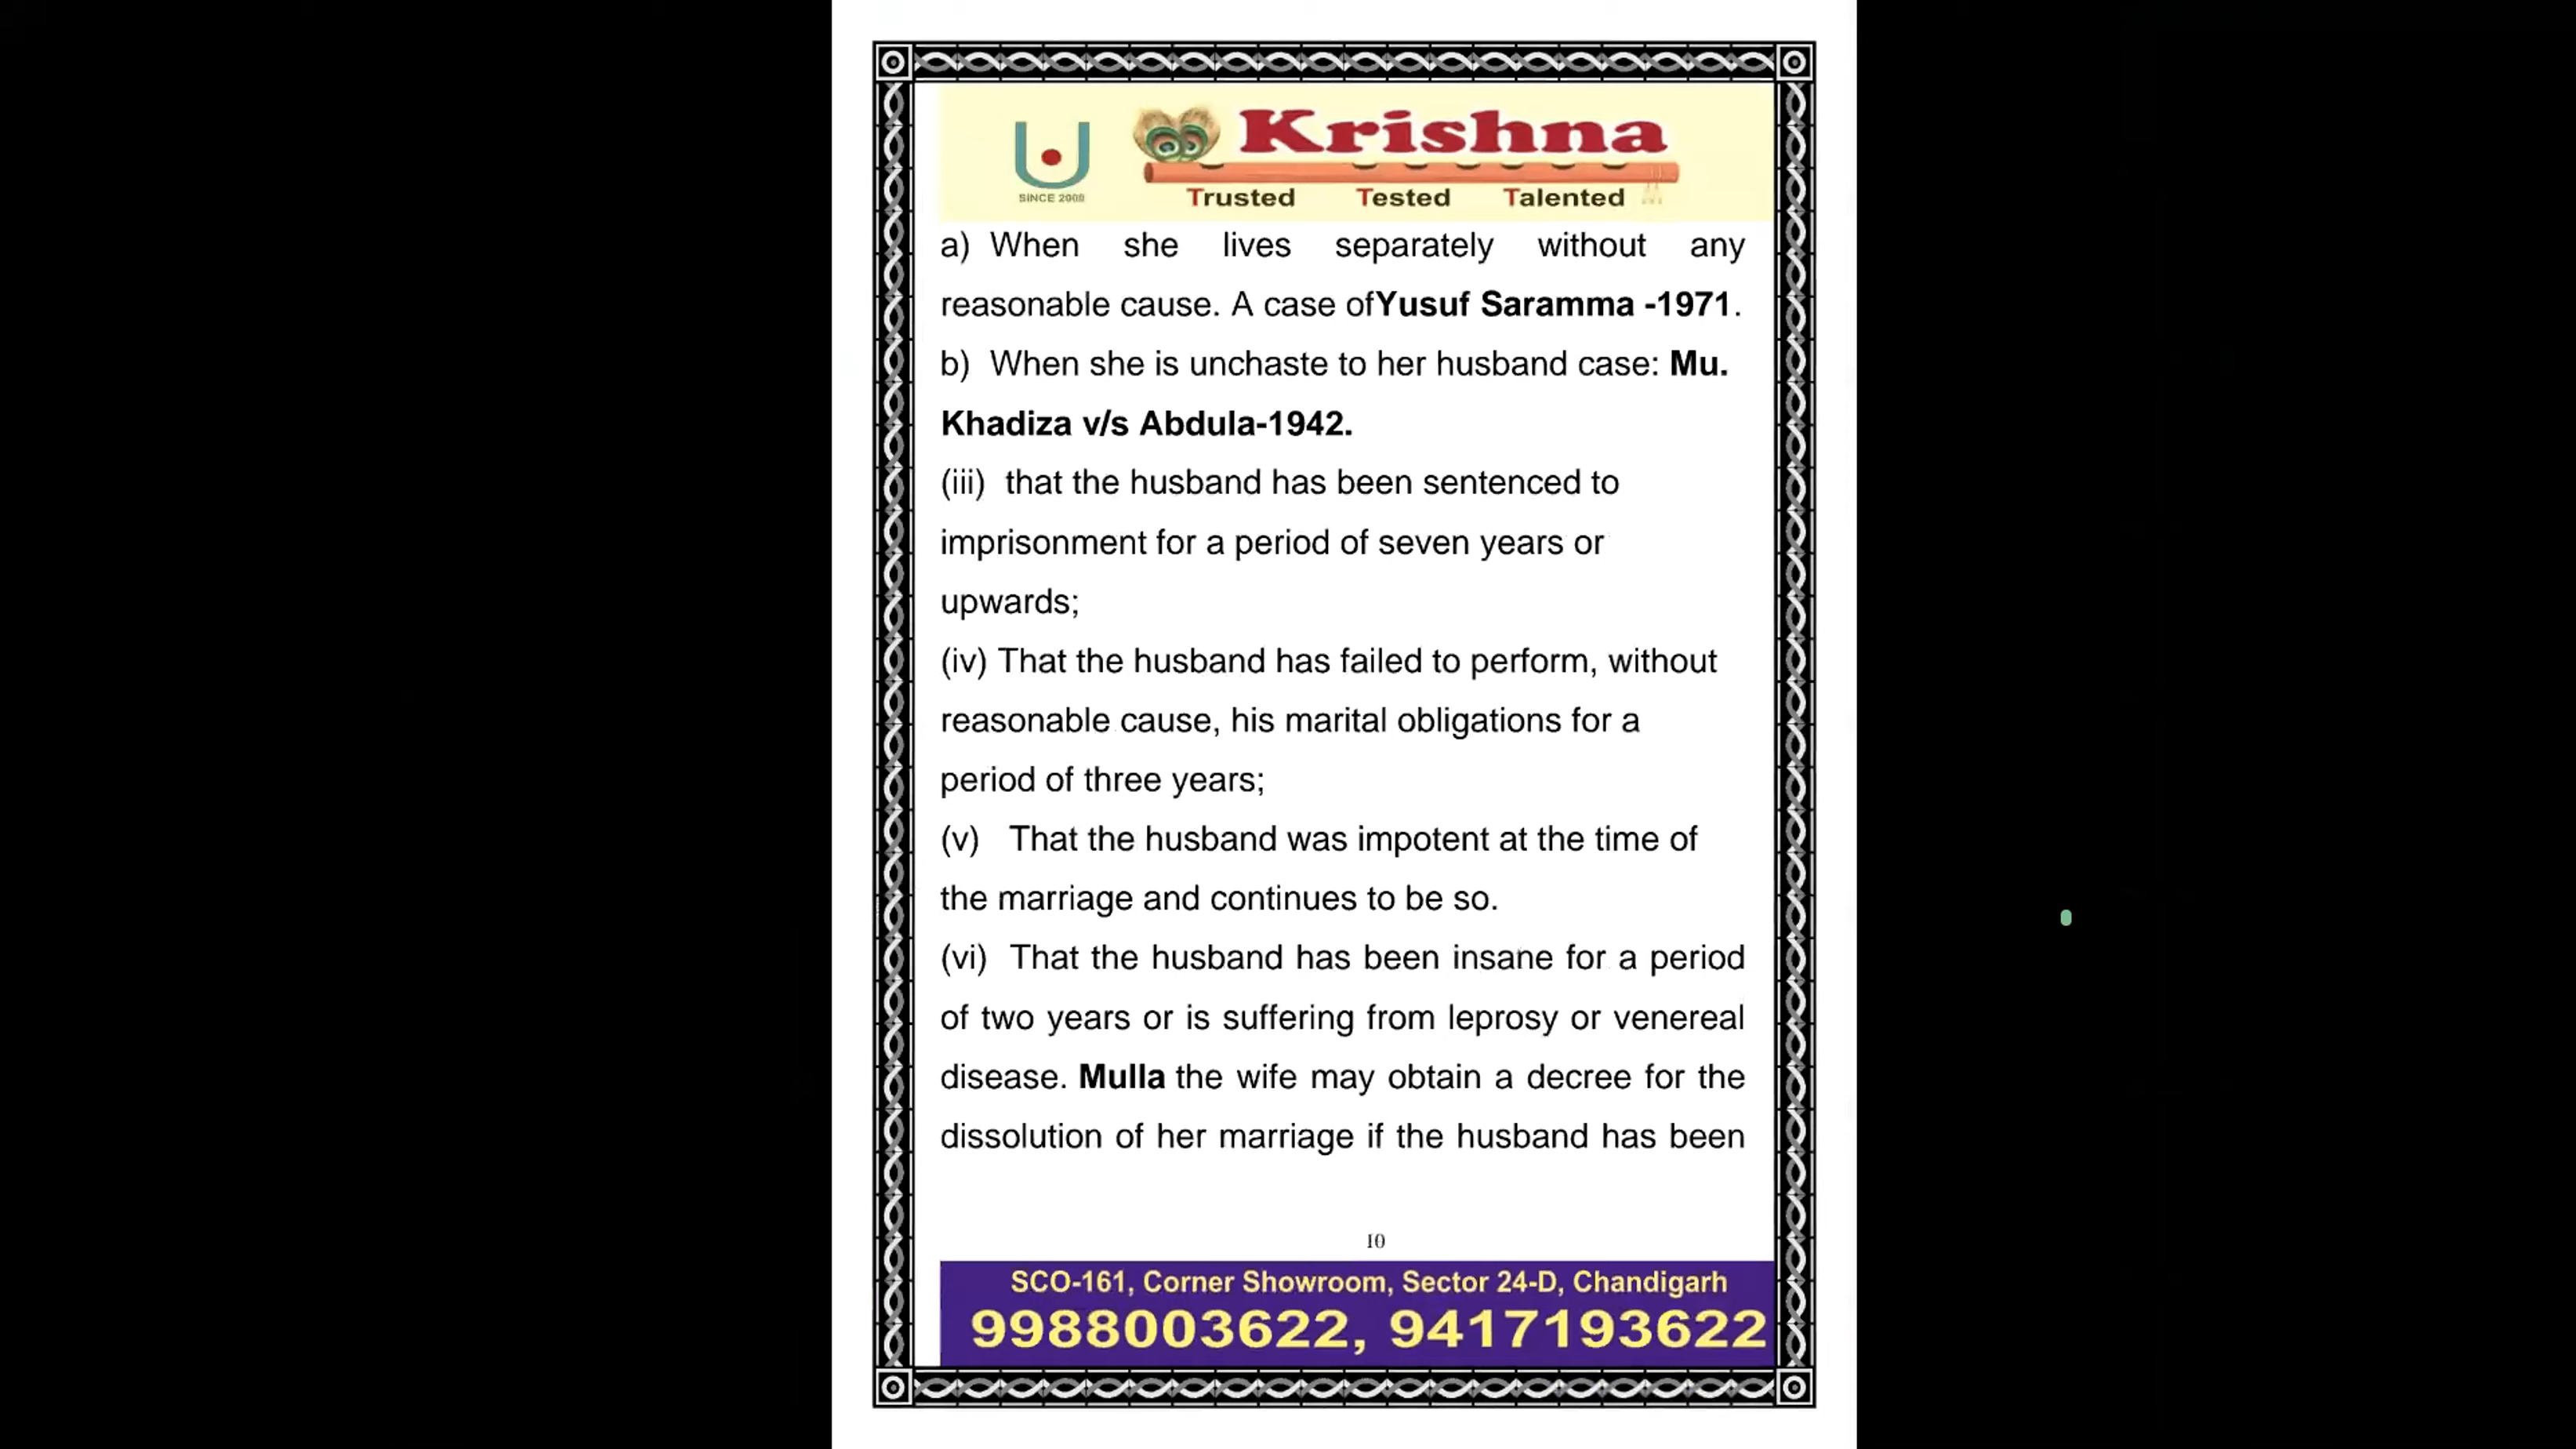 Krishna
SINCE 2008
Trusted Tested Talented
a) When she lives separately without any
reasonable cause. A case ofYusuf Saramma -1971.
b) When she is unchaste to her husband case: Mu.
Khadiza v/s Abdula-1942.
(iii) that the husband has been sentenced to
imprisonment for a period of seven years or
upwards;
(iv) That the husband has failed to perform, without
reasonable cause, his marital obligations for a
period of three years;
(v) That the husband was impotent at the time of
the marriage and continues to be so.
(vi) That the husband has been insane for a period
of two years or is suffering from leprosy or venereal
disease. Mulla the wife may obtain a decree for the
dissolution of her marriage if the husband has been
10
SCO-161, Corner Showroom, Sector 24-D, Chandigarh
9988003622, 9417193622